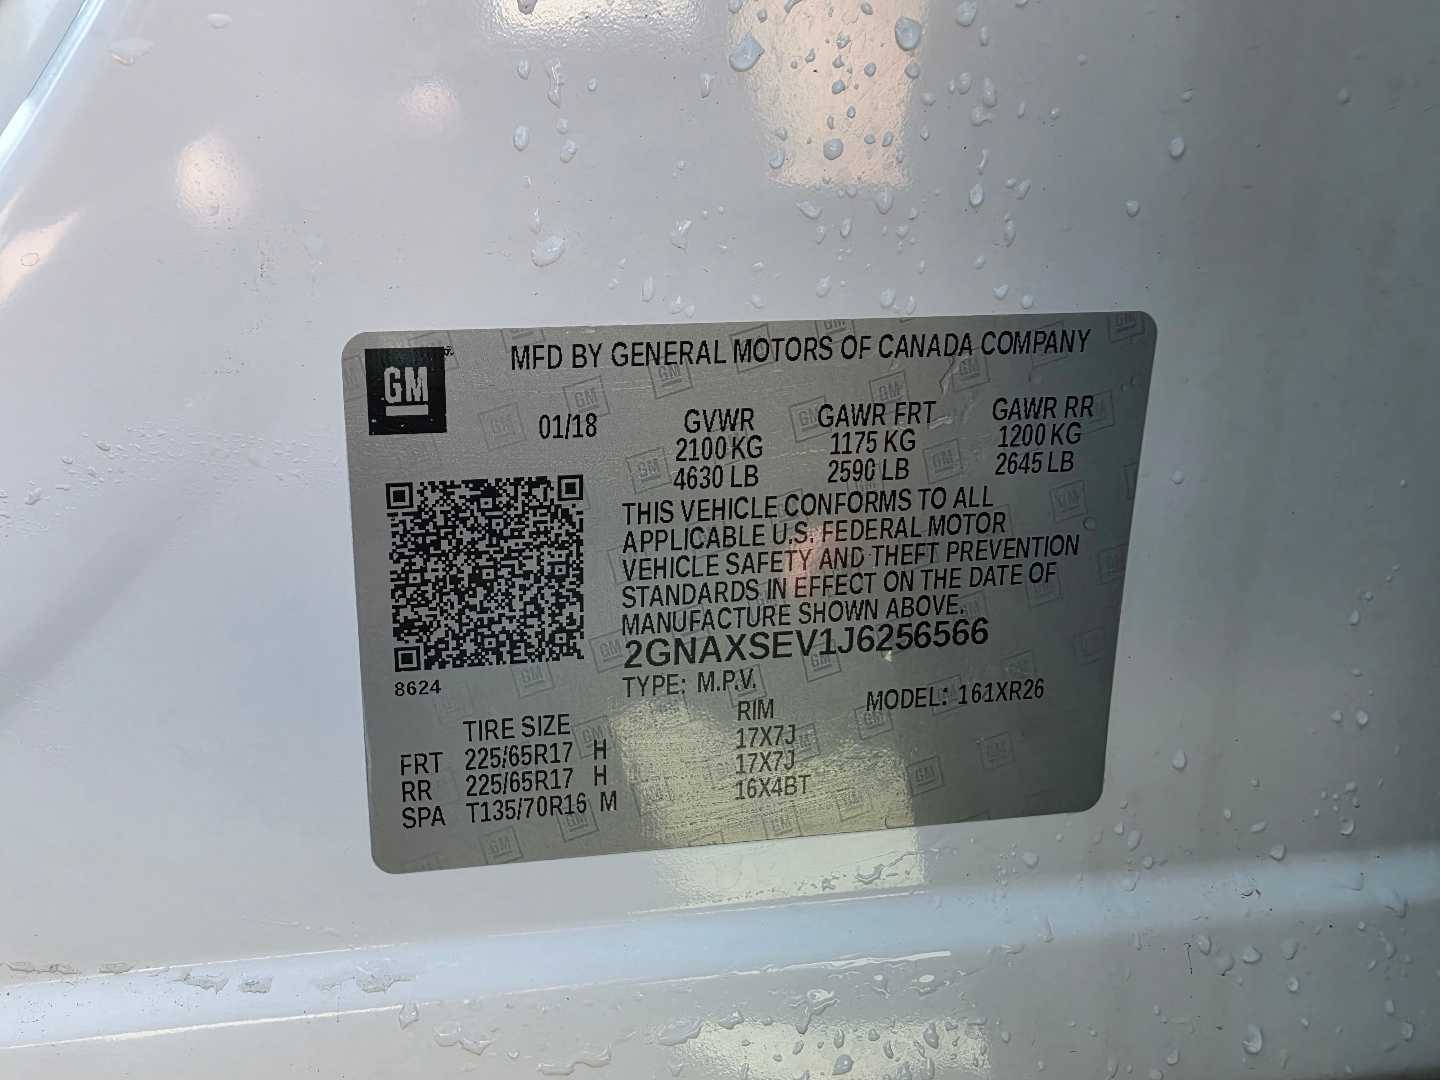 GM
MFD BY GENERAL MOTORS OF CANADA COMPANY
01/18 GVWR GAWR FRT GAWR RR
2100 KG 1175 KG 1200 KG
4630 LB 2590 LB 2645 LB
THIS VEHICLE CONFORMS TO ALL
APPLICABLE U.S. FEDERAL MOTOR
VEHICLE SAFETY AND THEFT PREVENTION
STANDARDS IN EFFECT ON THE DATE OF
MANUFACTURE SHOWN ABOVE.
2GNAXSEV1J6256566
8624
TYPE: M.P.V. MODEL: 161XR26
TIRE SIZE RIM
FRT 225/65R17 H 17X7J
RR 225/65R17 H 17X7J
SPA T135/70R16 M 16X4BT